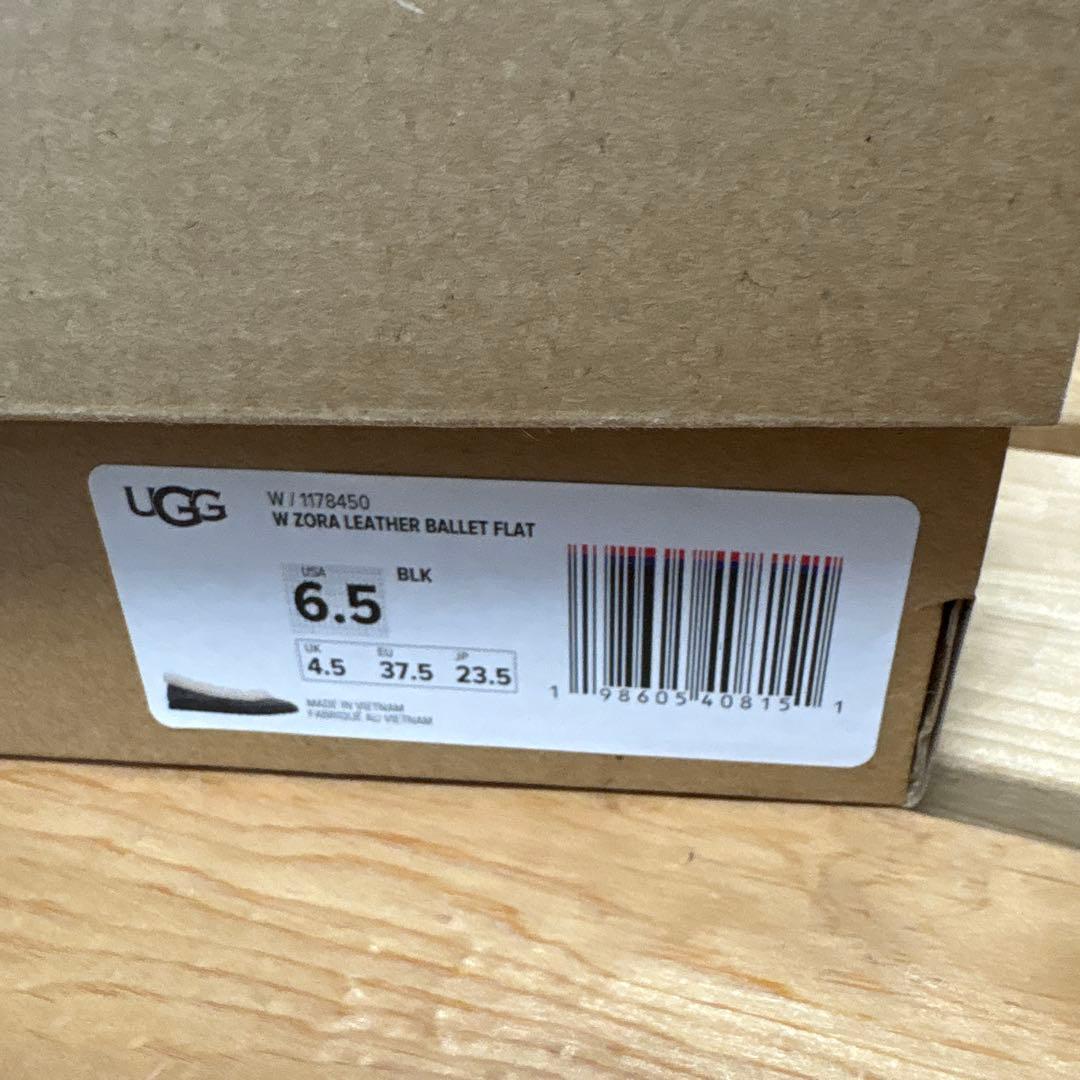 UGG
W / 1178450
W ZORA LEATHER BALLET FLAT
USA
6.5
BLK
UK EU JP
4.5 37.5 23.5
MADE IN VIETNAM
FABRIQUÉ AU VIETNAM
1 98605 40815 1